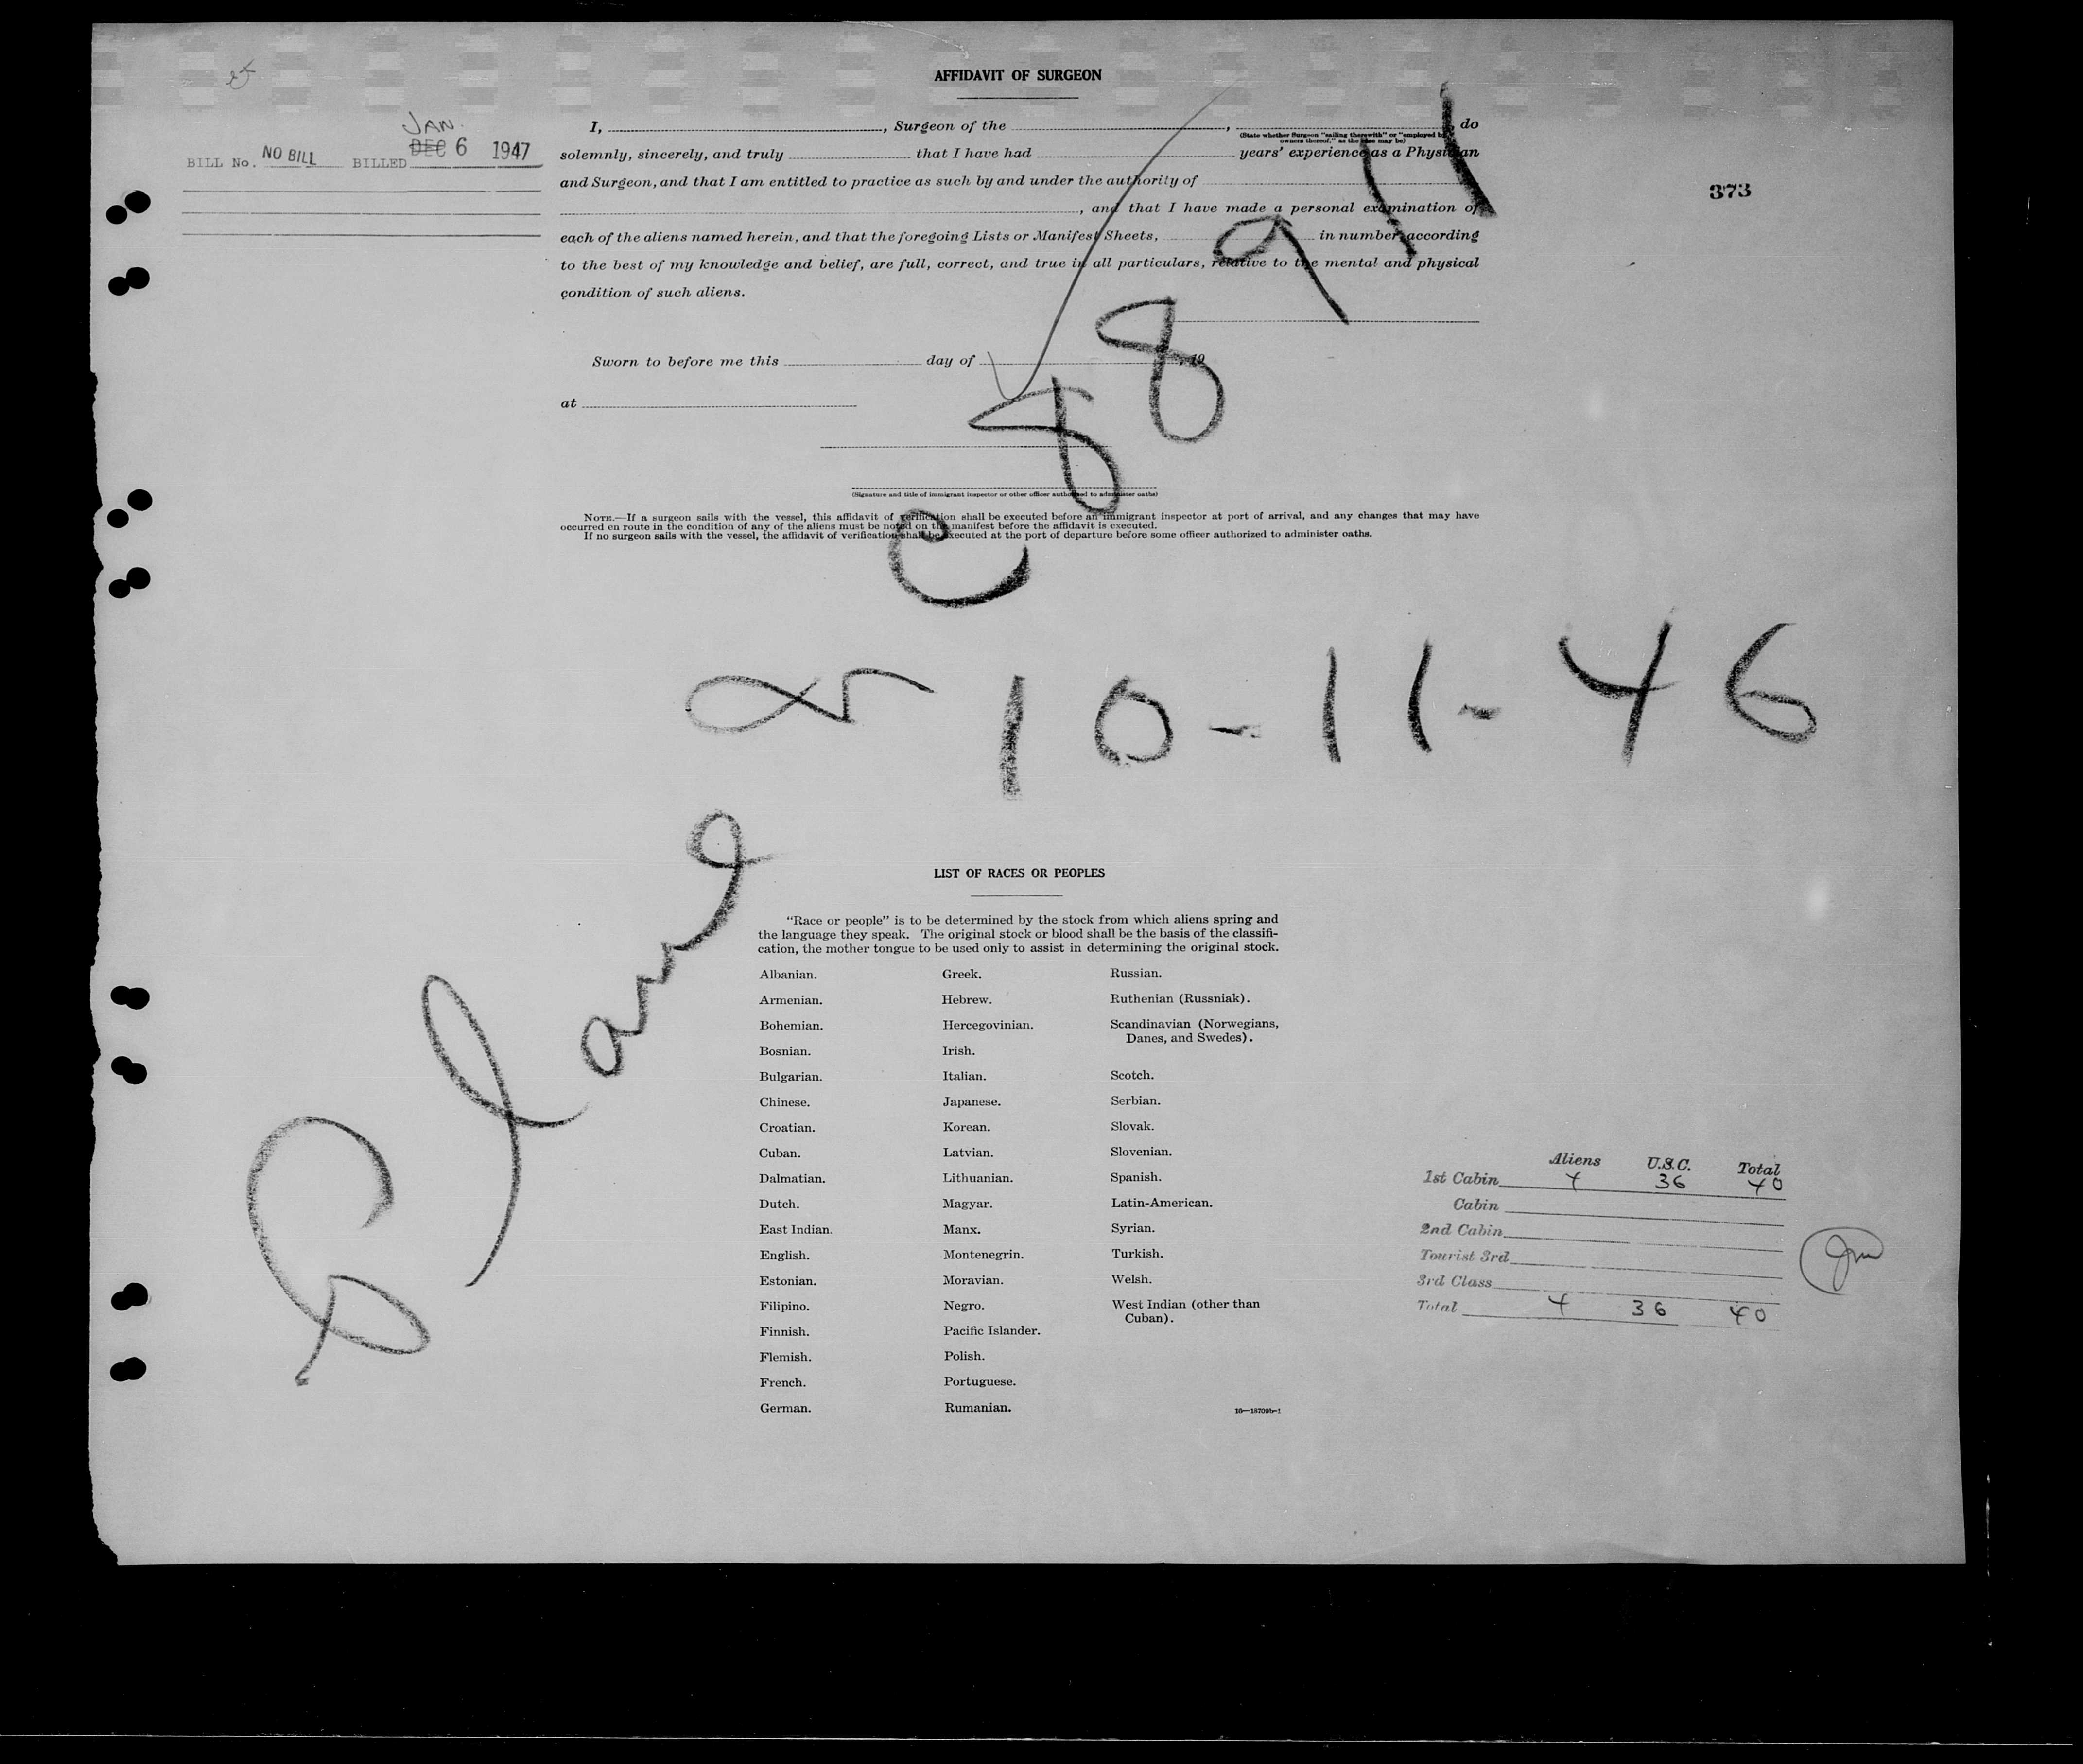 AFFIDAVIT OF SURGEON
I, , Surgeon of the , , do
(State whether Surgeon "sailing therewith" or "employed by
owners thereof," as the case may be)
JAN.
BILL No. NO BILL BILLED DEC 6 1947
solemnly, sincerely, and truly that I have had years' experience as a Physician
and Surgeon, and that I am entitled to practice as such by and under the authority of
373
, and that I have made a personal examination of
each of the aliens named herein, and that the foregoing Lists or Manifest Sheets, in number, according
to the best of my knowledge and belief, are full, correct, and true in all particulars, relative to the mental and physical
condition of such aliens.
Sworn to before me this day of , 19
at
(Signature and title of immigrant inspector or other officer authorized to administer oaths)
NOTE.—If a surgeon sails with the vessel, this affidavit of verification shall be executed before an immigrant inspector at port of arrival, and any changes that may have
occurred en route in the condition of any of the aliens must be noted on the manifest before the affidavit is executed.
If no surgeon sails with the vessel, the affidavit of verification shall be executed at the port of departure before some officer authorized to administer oaths.
10-11-46
Plane
LIST OF RACES OR PEOPLES
"Race or people" is to be determined by the stock from which aliens spring and
the language they speak. The original stock or blood shall be the basis of the classifi-
cation, the mother tongue to be used only to assist in determining the original stock.
Albanian.
Armenian.
Bohemian.
Bosnian.
Bulgarian.
Chinese.
Croatian.
Cuban.
Dalmatian.
Dutch.
East Indian.
English.
Estonian.
Filipino.
Finnish.
Flemish.
French.
German.
Greek.
Hebrew.
Hercegovinian.
Irish.
Italian.
Japanese.
Korean.
Latvian.
Lithuanian.
Magyar.
Manx.
Montenegrin.
Moravian.
Negro.
Pacific Islander.
Polish.
Portuguese.
Rumanian.
Russian.
Ruthenian (Russniak).
Scandinavian (Norwegians,
Danes, and Swedes).
Scotch.
Serbian.
Slovak.
Slovenian.
Spanish.
Latin-American.
Syrian.
Turkish.
Welsh.
West Indian (other than
Cuban).
16—18709b-1
Aliens U.S.C. Total
1st Cabin 4 36 40
Cabin
2nd Cabin
Tourist 3rd
3rd Class
Total 4 36 40